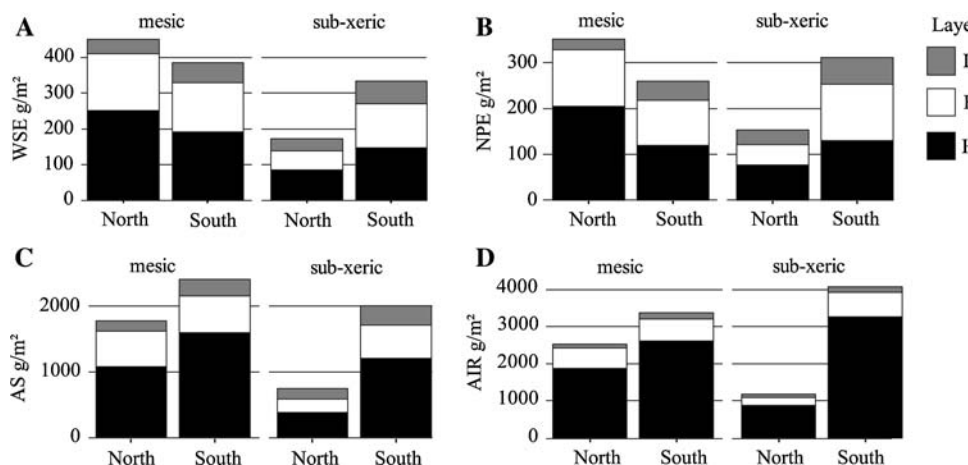 A
mesic
sub-xeric
WSE g/m²
400
300
200
100
0
North
South
North
South
B
mesic
sub-xeric
NPE g/m²
300
200
100
0
North
South
North
South
C
mesic
sub-xeric
AS g/m²
2000
1000
0
North
South
North
South
D
mesic
sub-xeric
AIR g/m²
4000
3000
2000
1000
0
North
South
North
South